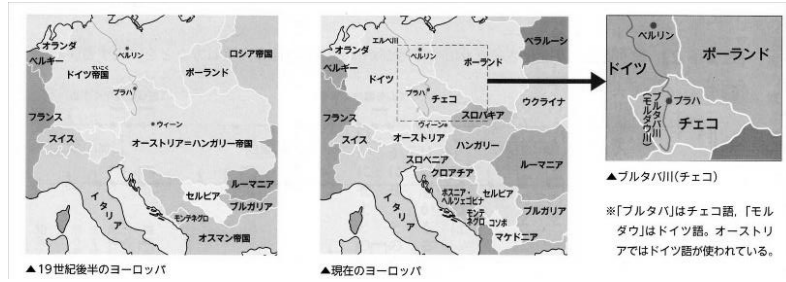 オランダ
ベルギー
ドイツ帝国
ていこく
ベルリン
ロシア帝国
ポーランド
プラハ
フランス
ウィーン
スイス
オーストリア=ハンガリー帝国
イタリア
セルビア
モンテネグロ
ルーマニア
ブルガリア
オスマン帝国
▲19世紀後半のヨーロッパ
オランダ
エルベ川
ベルギー
ベルリン
ベラルーシ
ドイツ
ポーランド
プラハ
チェコ
ウクライナ
フランス
ウィーン
スロバキア
スイス
オーストリア
ハンガリー
スロベニア
クロアチア
ルーマニア
イタリア
ボスニア・
ヘルツェゴビナ
セルビア
モンテ
ネグロ
コソボ
ブルガリア
マケドニア
▲現在のヨーロッパ
ベルリン
ドイツ
ポーランド
プラハ
ブルタバ川
(モルダウ川)
チェコ
▲ブルタバ川(チェコ)
※「ブルタバ」はチェコ語,「モル
ダウ」はドイツ語。オーストリ
アではドイツ語が使われている。